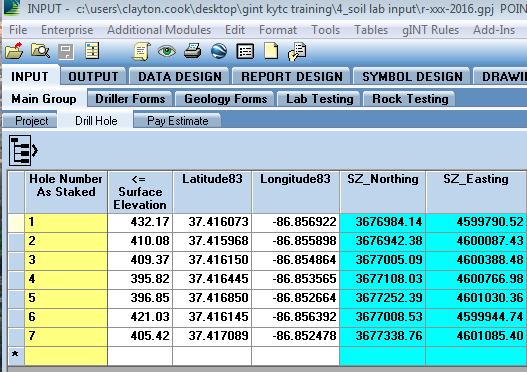 INPUT - c:\users\clayton.cook\desktop\gint kytc training\4_soil lab input\r-xxx-2016.gpj POIN
File Enterprise Additional Modules Edit Format Tools Tables gINT Rules Add-Ins
INPUT OUTPUT DATA DESIGN REPORT DESIGN SYMBOL DESIGN DRAWI
Main Group Driller Forms Geology Forms Lab Testing Rock Testing
Project Drill Hole Pay Estimate
Hole Number As Staked <= Surface Elevation Latitude83 Longitude83 SZ_Northing SZ_Easting
1 432.17 37.416073 -86.856922 3676984.14 4599790.52
2 410.08 37.415968 -86.855898 3676942.38 4600087.43
3 409.37 37.416150 -86.854864 3677005.09 4600388.48
4 395.82 37.416445 -86.853565 3677108.03 4600766.98
5 396.85 37.416850 -86.852664 3677252.39 4601030.36
6 421.03 37.416145 -86.856392 3677008.53 4599944.74
7 405.42 37.417089 -86.852478 3677338.76 4601085.40
*